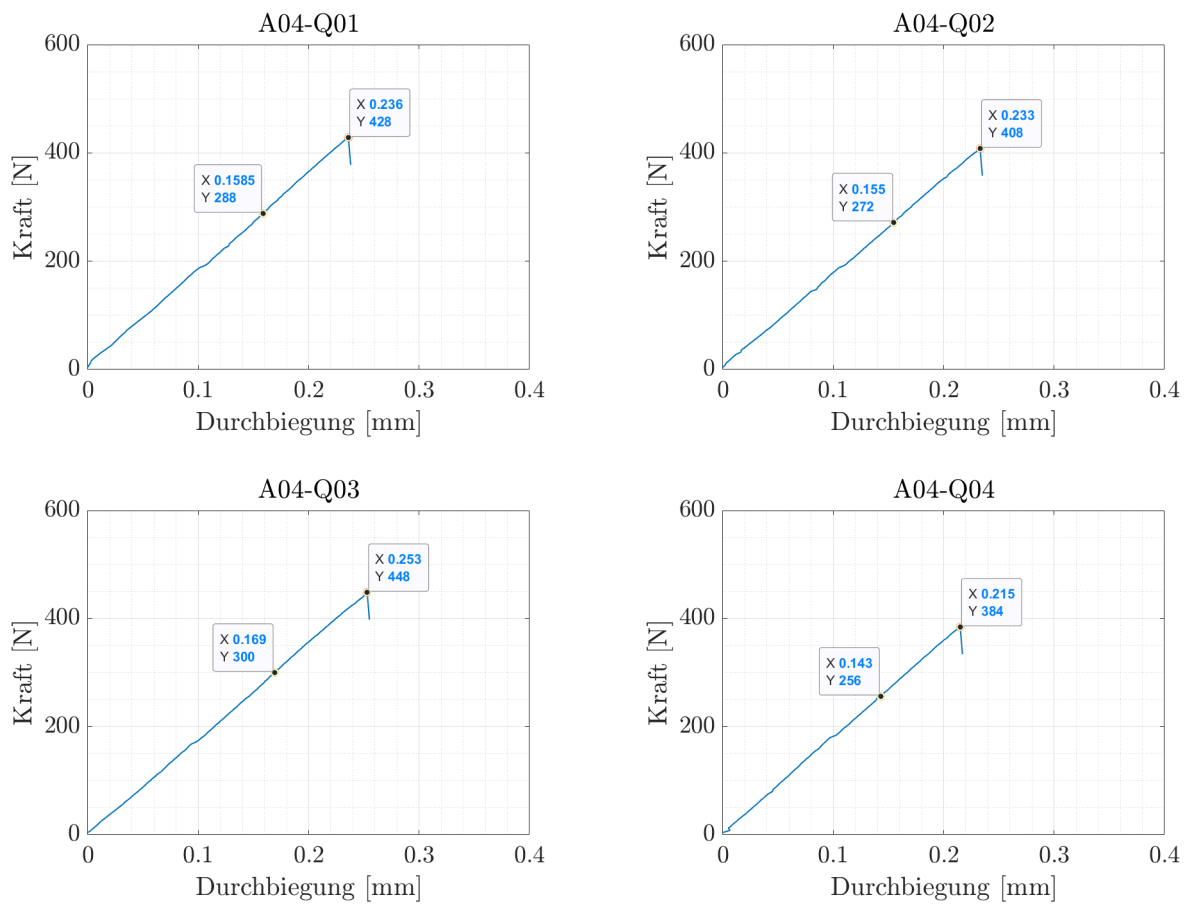 A04-Q01
600
400
200
0
Kraft [N]
X 0.236
Y 428
X 0.1585
Y 288
0 0.1 0.2 0.3 0.4
Durchbiegung [mm]
A04-Q02
600
400
200
0
Kraft [N]
X 0.233
Y 408
X 0.155
Y 272
0 0.1 0.2 0.3 0.4
Durchbiegung [mm]
A04-Q03
600
400
200
0
Kraft [N]
X 0.253
Y 448
X 0.169
Y 300
0 0.1 0.2 0.3 0.4
Durchbiegung [mm]
A04-Q04
600
400
200
0
Kraft [N]
X 0.215
Y 384
X 0.143
Y 256
0 0.1 0.2 0.3 0.4
Durchbiegung [mm]